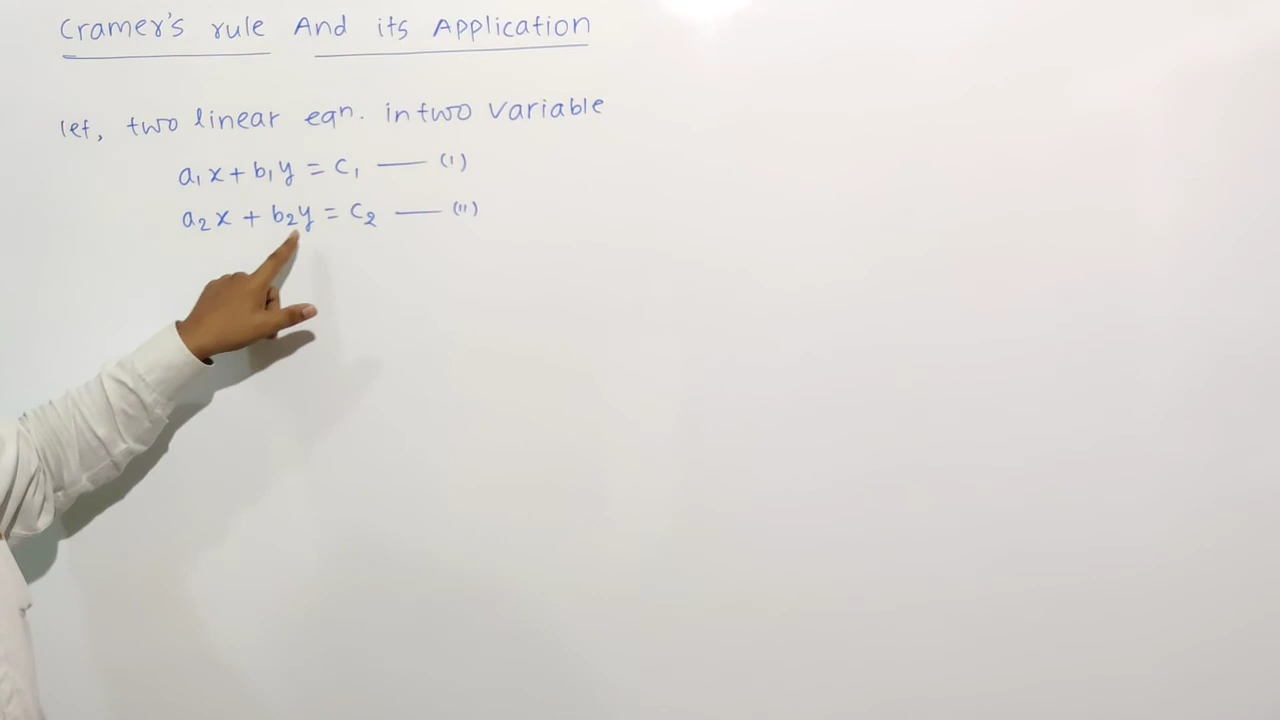 Cramer's rule And its Application
let, two linear eqn. in two variable
a₁x + b₁y = c₁ —— (I)
a₂x + b₂y = c₂ —— (II)